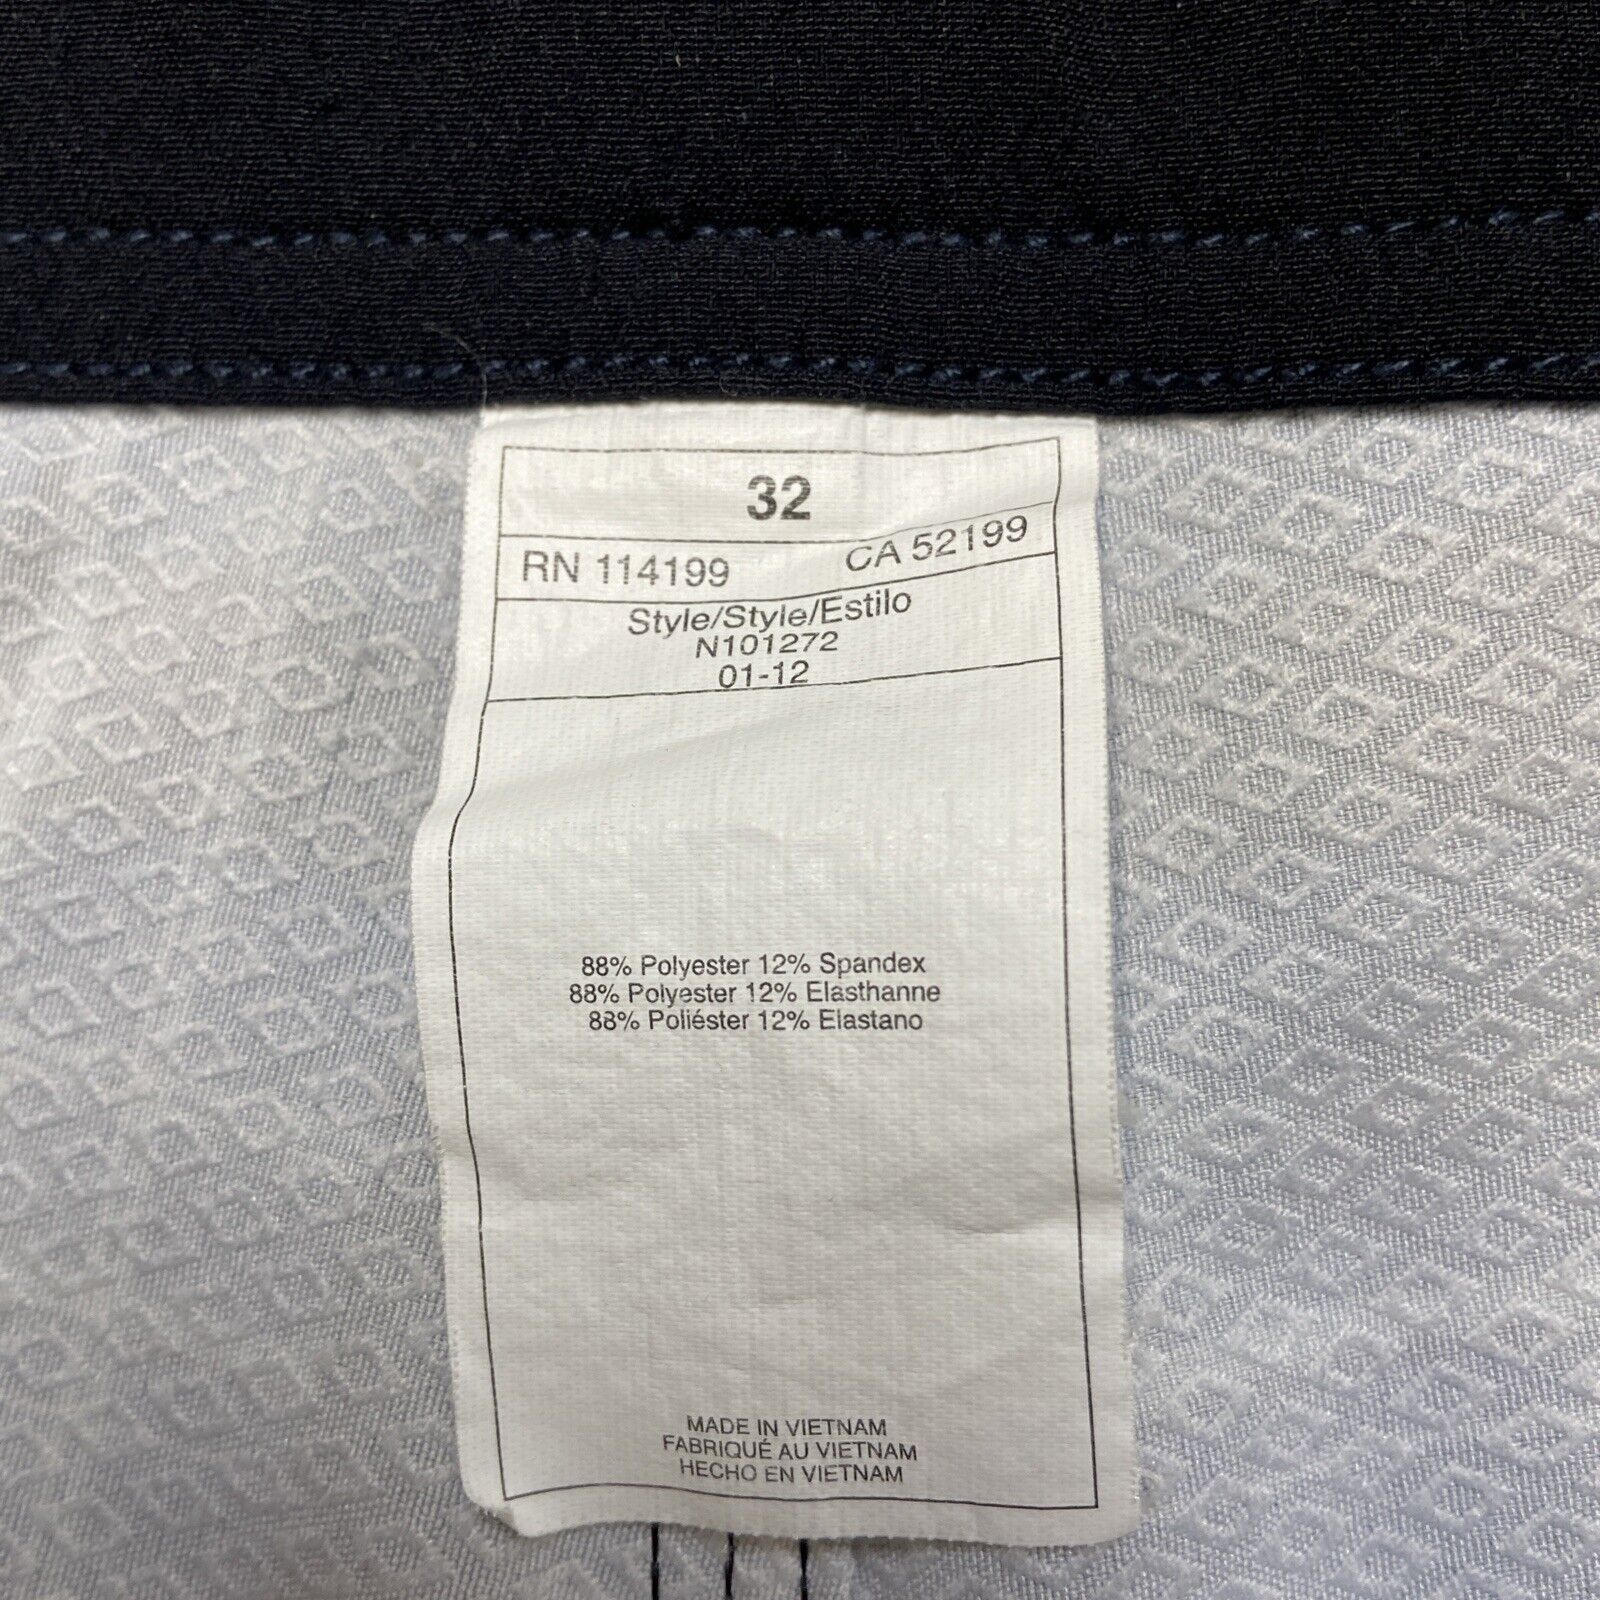 32
RN 114199 CA 52199
Style/Style/Estilo
N101272
01-12
88% Polyester 12% Spandex
88% Polyester 12% Elasthanne
88% Poliéster 12% Elastano
MADE IN VIETNAM
FABRIQUÉ AU VIETNAM
HECHO EN VIETNAM